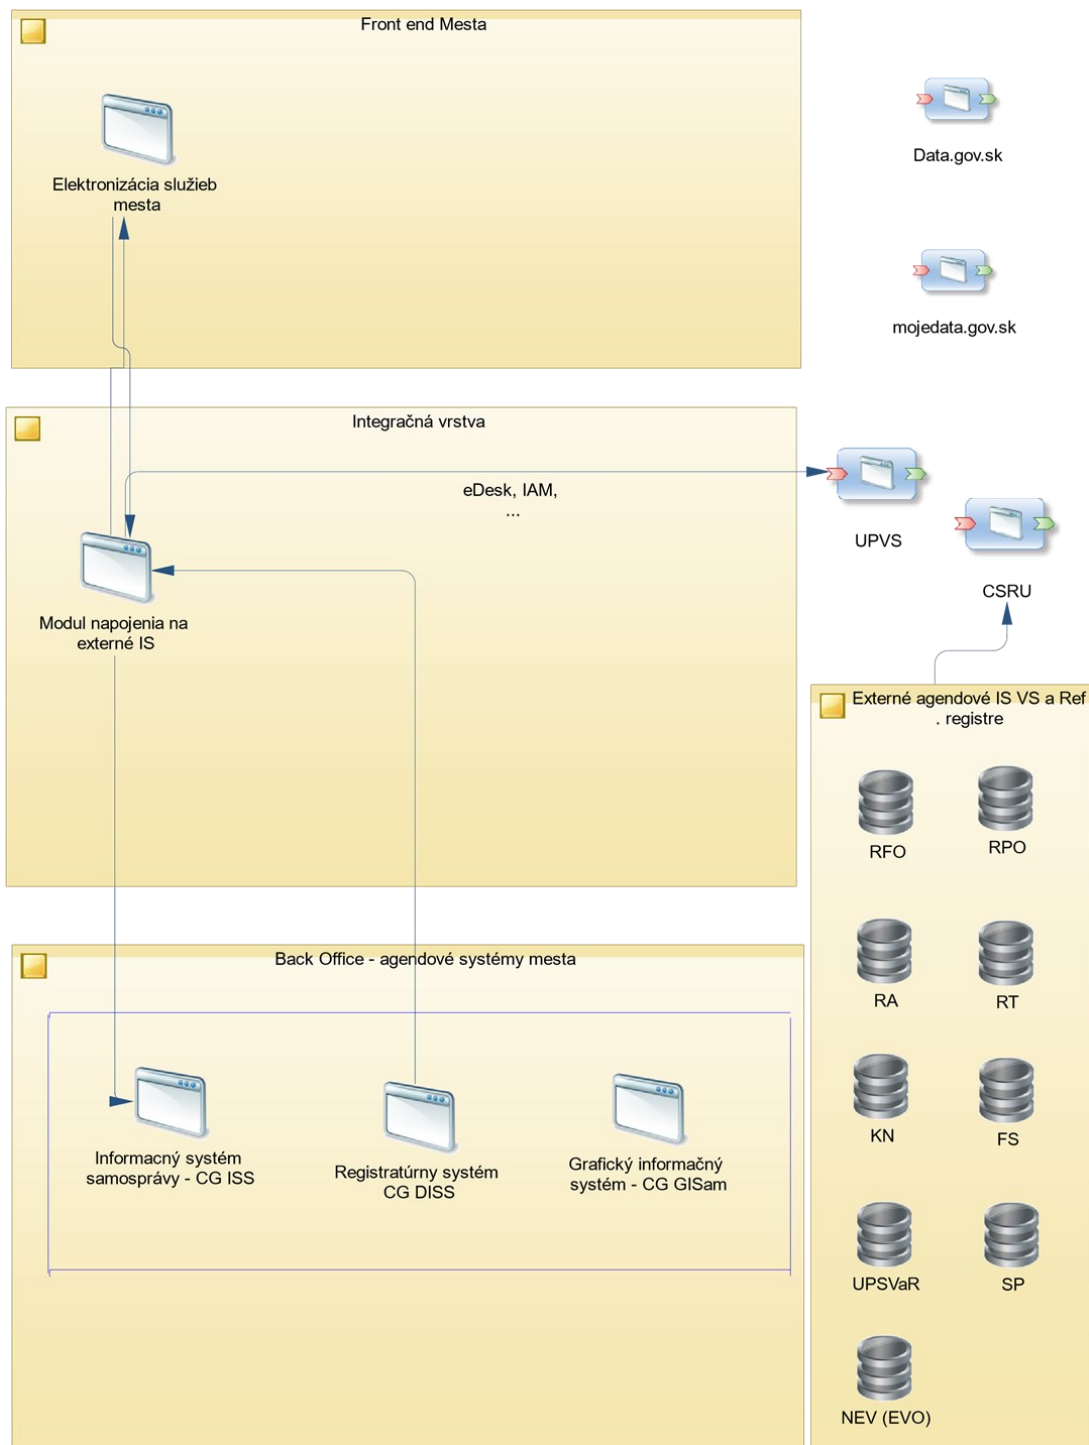 Front end Mesta
Elektronizácia služieb
mesta
Data.gov.sk
mojedata.gov.sk
Integračná vrstva
eDesk, IAM,
...
UPVS
CSRU
Modul napojenia na
externé IS
Externé agendové IS VS a Ref
. registre
RFO
RPO
RA
RT
KN
FS
UPSVaR
SP
NEV (EVO)
Back Office - agendové systémy mesta
Informacný systém
samosprávy - CG ISS
Registratúrny systém
CG DISS
Grafický informačný
systém - CG GISam